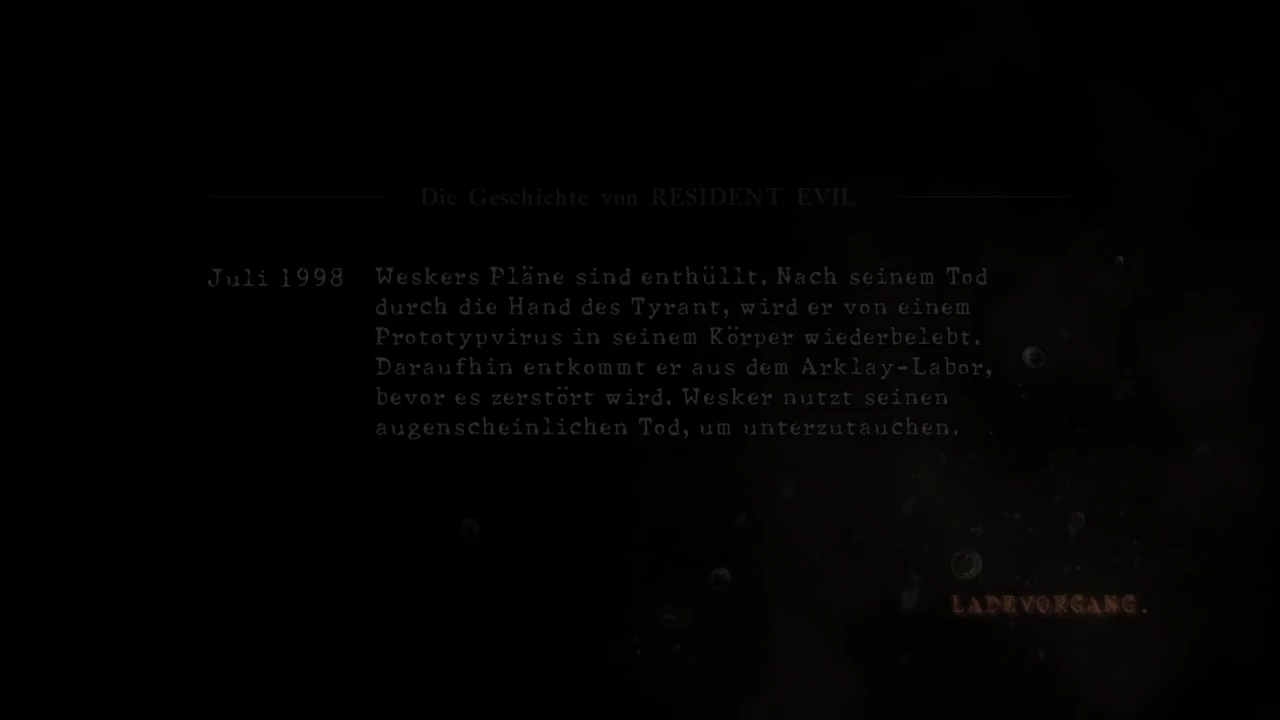 Die Geschichte von RESIDENT EVIL
Juli 1998 Weskers Pläne sind enthüllt. Nach seinem Tod
durch die Hand des Tyrant, wird er von einem
Prototypvirus in seinem Körper wiederbelebt.
Daraufhin entkommt er aus dem Arklay-Labor,
bevor es zerstört wird. Wesker nutzt seinen
augenscheinlichen Tod, um unterzutauchen.
LADEVORGANG.